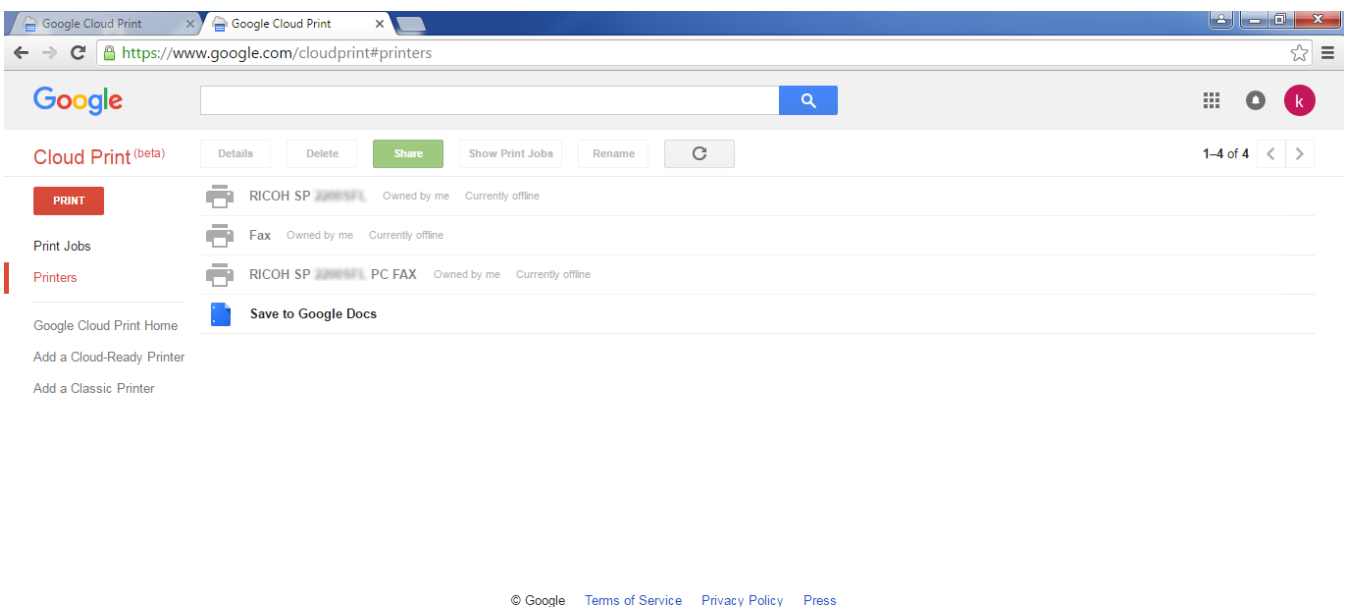 Google Cloud Print Google Cloud Print
https://www.google.com/cloudprint#printers
Google k
Cloud Print (beta) Details Delete Share Show Print Jobs Rename 1–4 of 4
PRINT RICOH SP Owned by me Currently offline
Print Jobs Fax Owned by me Currently offline
Printers RICOH SP PC FAX Owned by me Currently offline
Save to Google Docs
Google Cloud Print Home
Add a Cloud-Ready Printer
Add a Classic Printer
© Google Terms of Service Privacy Policy Press